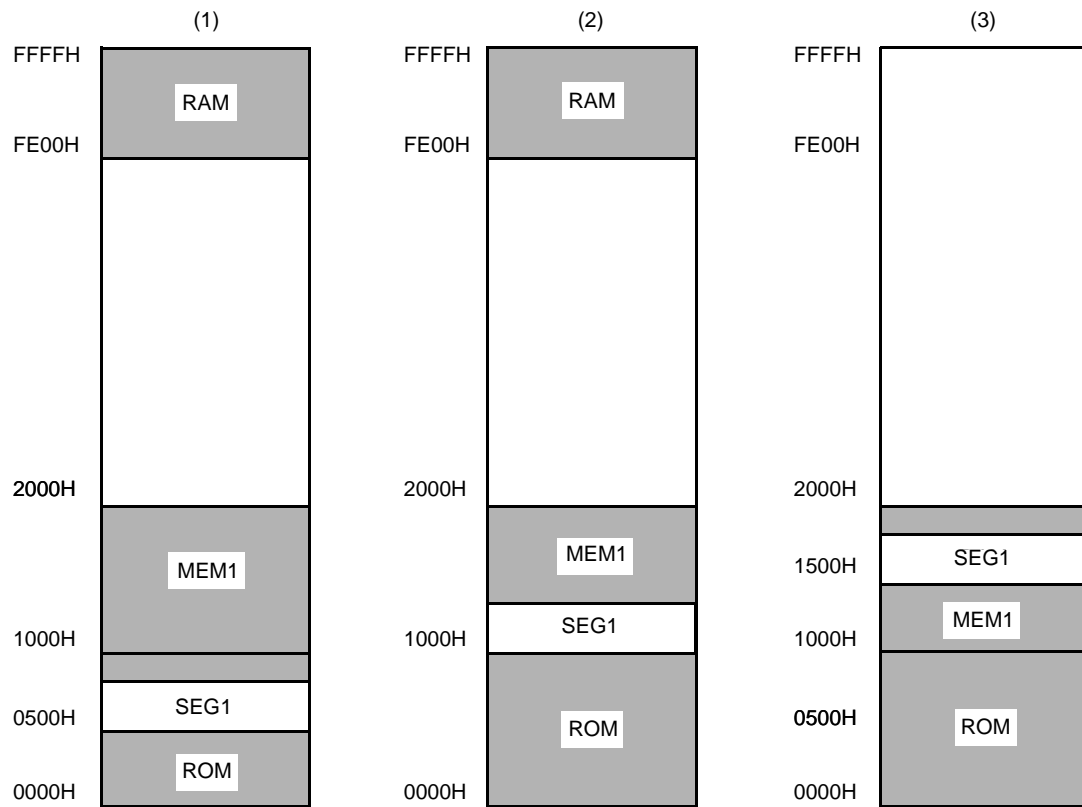 (1)
FFFFH
RAM
FE00H
2000H
MEM1
1000H
SEG1
0500H
ROM
0000H
(2)
FFFFH
RAM
FE00H
2000H
MEM1
SEG1
1000H
ROM
0000H
(3)
FFFFH
FE00H
2000H
SEG1
1500H
MEM1
1000H
0500H
ROM
0000H